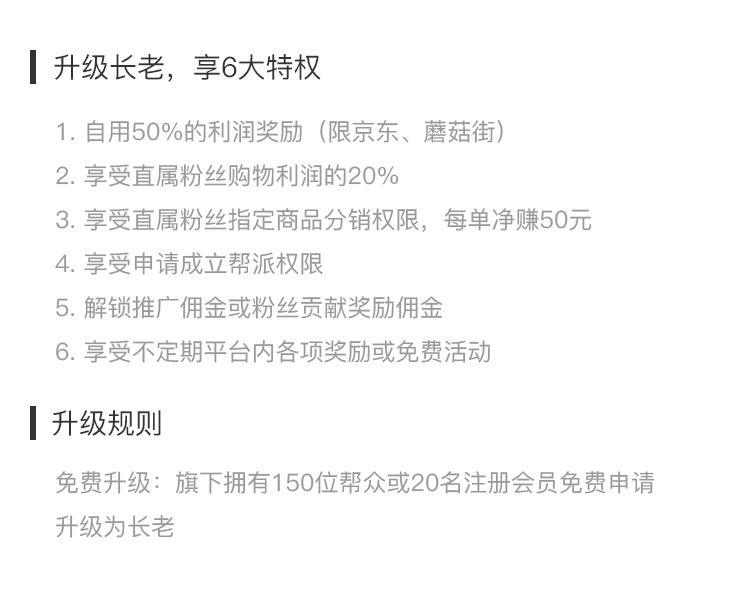 升级长老，享6大特权
1. 自用50%的利润奖励（限京东、蘑菇街）
2. 享受直属粉丝购物利润的20%
3. 享受直属粉丝指定商品分销权限，每单净赚50元
4. 享受申请成立帮派权限
5. 解锁推广佣金或粉丝贡献奖励佣金
6. 享受不定期平台内各项奖励或免费活动
升级规则
免费升级：旗下拥有150位帮众或20名注册会员免费申请
升级为长老